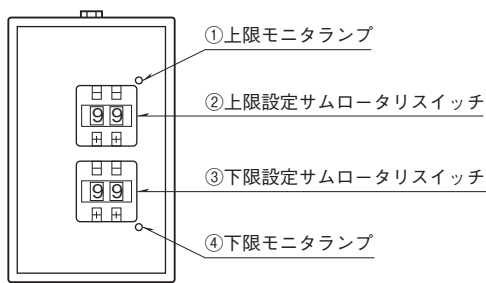 ①上限モニタランプ
②上限設定サムロータリスイッチ
99
③下限設定サムロータリスイッチ
99
④下限モニタランプ